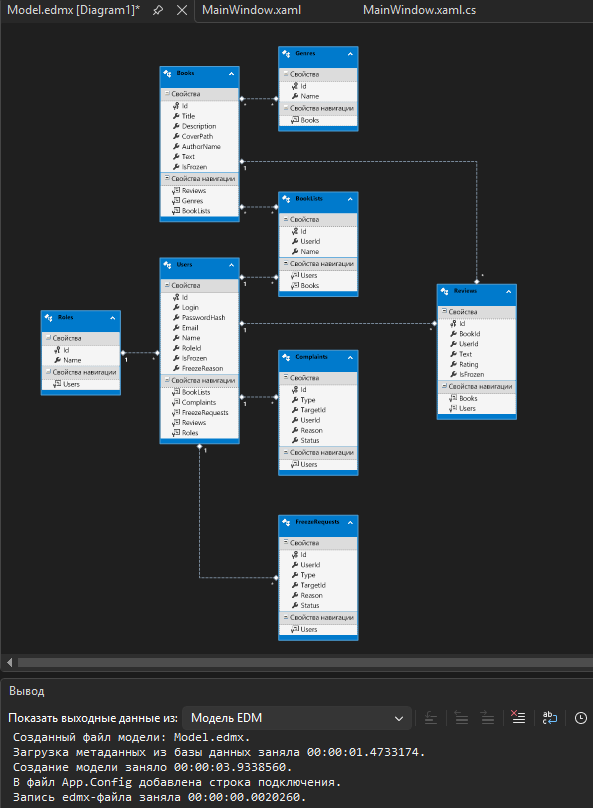 Model.edmx [Diagram1]*
MainWindow.xaml
MainWindow.xaml.cs
Genres
Свойства
Id
Name
Свойства навигации
Books
Books
Свойства
Id
Title
Description
CoverPath
AuthorName
Text
IsFrozen
Свойства навигации
Reviews
Genres
BookLists
1
BookLists
Свойства
Id
UserId
Name
Свойства навигации
Users
Books
Users
Свойства
Id
Login
PasswordHash
Email
Name
RoleId
IsFrozen
FreezeReason
Свойства навигации
BookLists
Complaints
FreezeRequests
Reviews
Roles
1
1
1
1
Reviews
Свойства
Id
BookId
UserId
Text
Rating
IsFrozen
Свойства навигации
Books
Users
Roles
Свойства
Id
Name
Свойства навигации
Users
1
Complaints
Свойства
Id
Type
TargetId
UserId
Reason
Status
Свойства навигации
Users
FreezeRequests
Свойства
Id
UserId
Type
TargetId
Reason
Status
Свойства навигации
Users
Вывод
Показать выходные данные из: Модель EDM
Созданный файл модели: Model.edmx.
Загрузка метаданных из базы данных заняла 00:00:01.4733174.
Создание модели заняло 00:00:03.9338560.
В файл App.Config добавлена строка подключения.
Запись edmx-файла заняла 00:00:00.0020260.